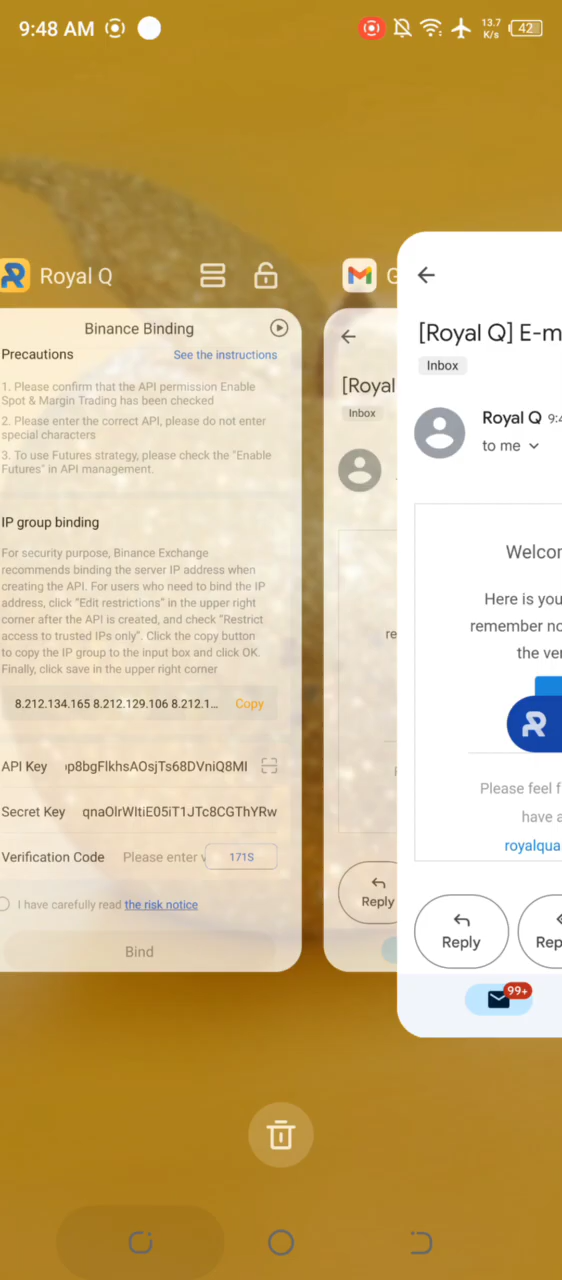 9:48 AM
13.7
K/s
42
Royal Q
Binance Binding
Precautions
See the instructions
1. Please confirm that the API permission Enable
Spot & Margin Trading has been checked
2. Please enter the correct API, please do not enter
special characters
3. To use Futures strategy, please check the "Enable
Futures" in API management.
IP group binding
For security purpose, Binance Exchange
recommends binding the server IP address when
creating the API. For users who need to bind the IP
address, click "Edit restrictions" in the upper right
corner after the API is created, and check "Restrict
access to trusted IPs only". Click the copy button
to copy the IP group to the input box and click OK.
Finally, click save in the upper right corner
8.212.134.165 8.212.129.106 8.212.1...
Copy
API Key
Secret Key
Verification Code
Please enter
171S
I have carefully read the risk notice
Bind
G
[Royal
Inbox
re
Reply
[Royal Q] E-m
Inbox
Royal Q 9:4
to me
Welcon
Here is you
remember no
the ver
Please feel f
have a
royalqua
Reply
Rep
99+